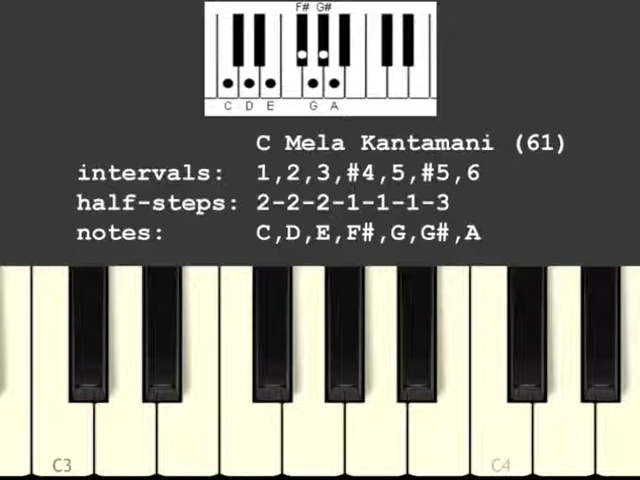 F# G#
C D E G A
C Mela Kantamani (61)
intervals: 1,2,3,#4,5,#5,6
half-steps: 2-2-2-1-1-1-3
notes: C,D,E,F#,G,G#,A
C3 C4